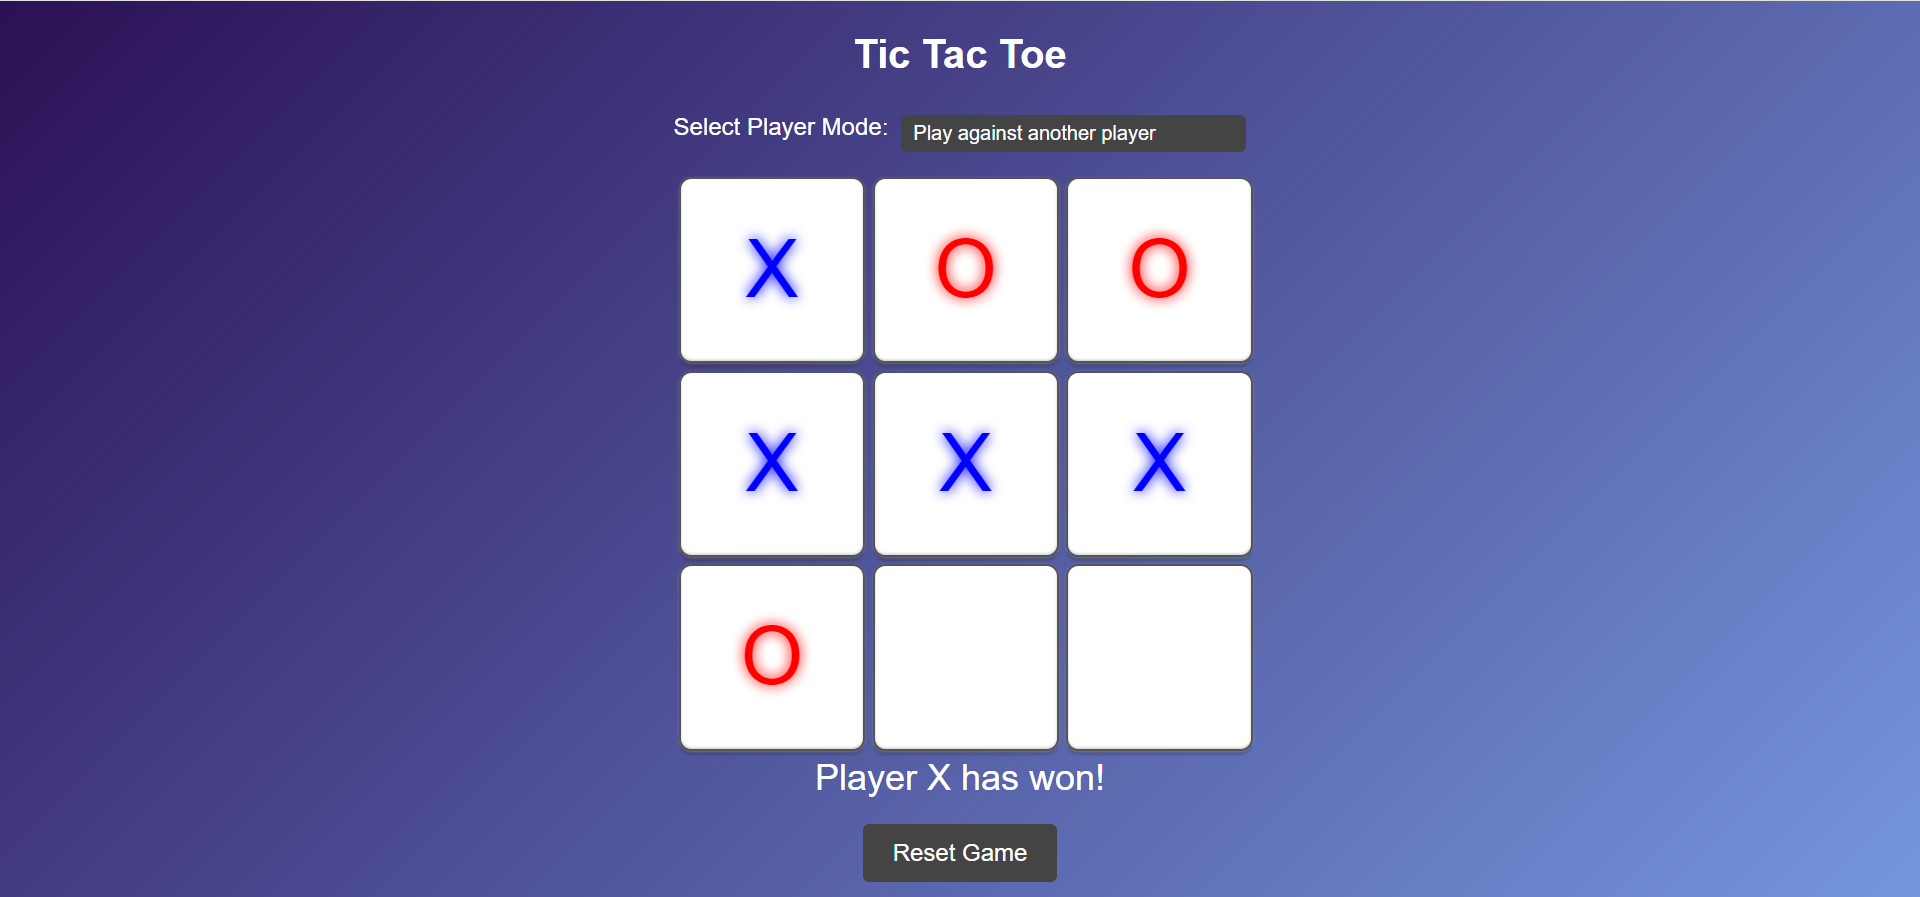 Tic Tac Toe
Select Player Mode: Play against another player
X O O
X X X
O
Player X has won!
Reset Game